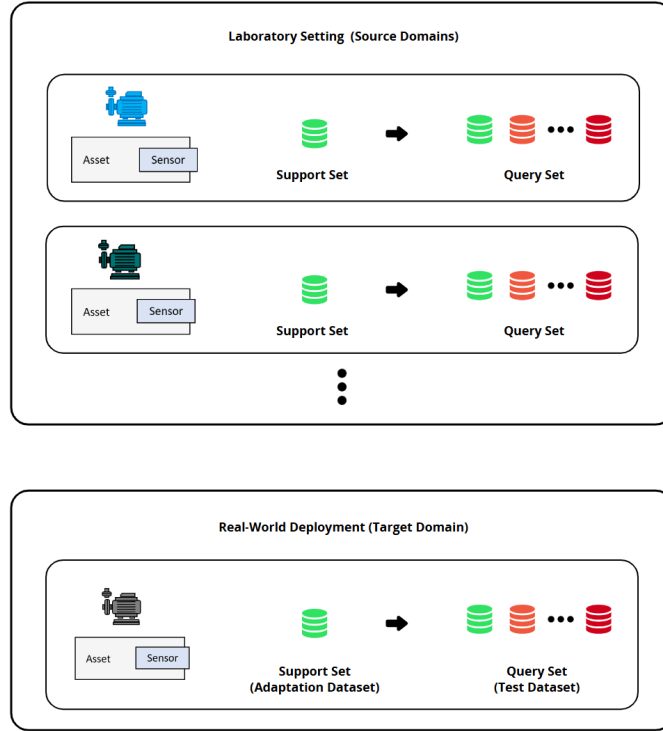 Laboratory Setting (Source Domains)
Asset
Sensor
Support Set
Query Set
Asset
Sensor
Support Set
Query Set
Real-World Deployment (Target Domain)
Asset
Sensor
Support Set
(Adaptation Dataset)
Query Set
(Test Dataset)